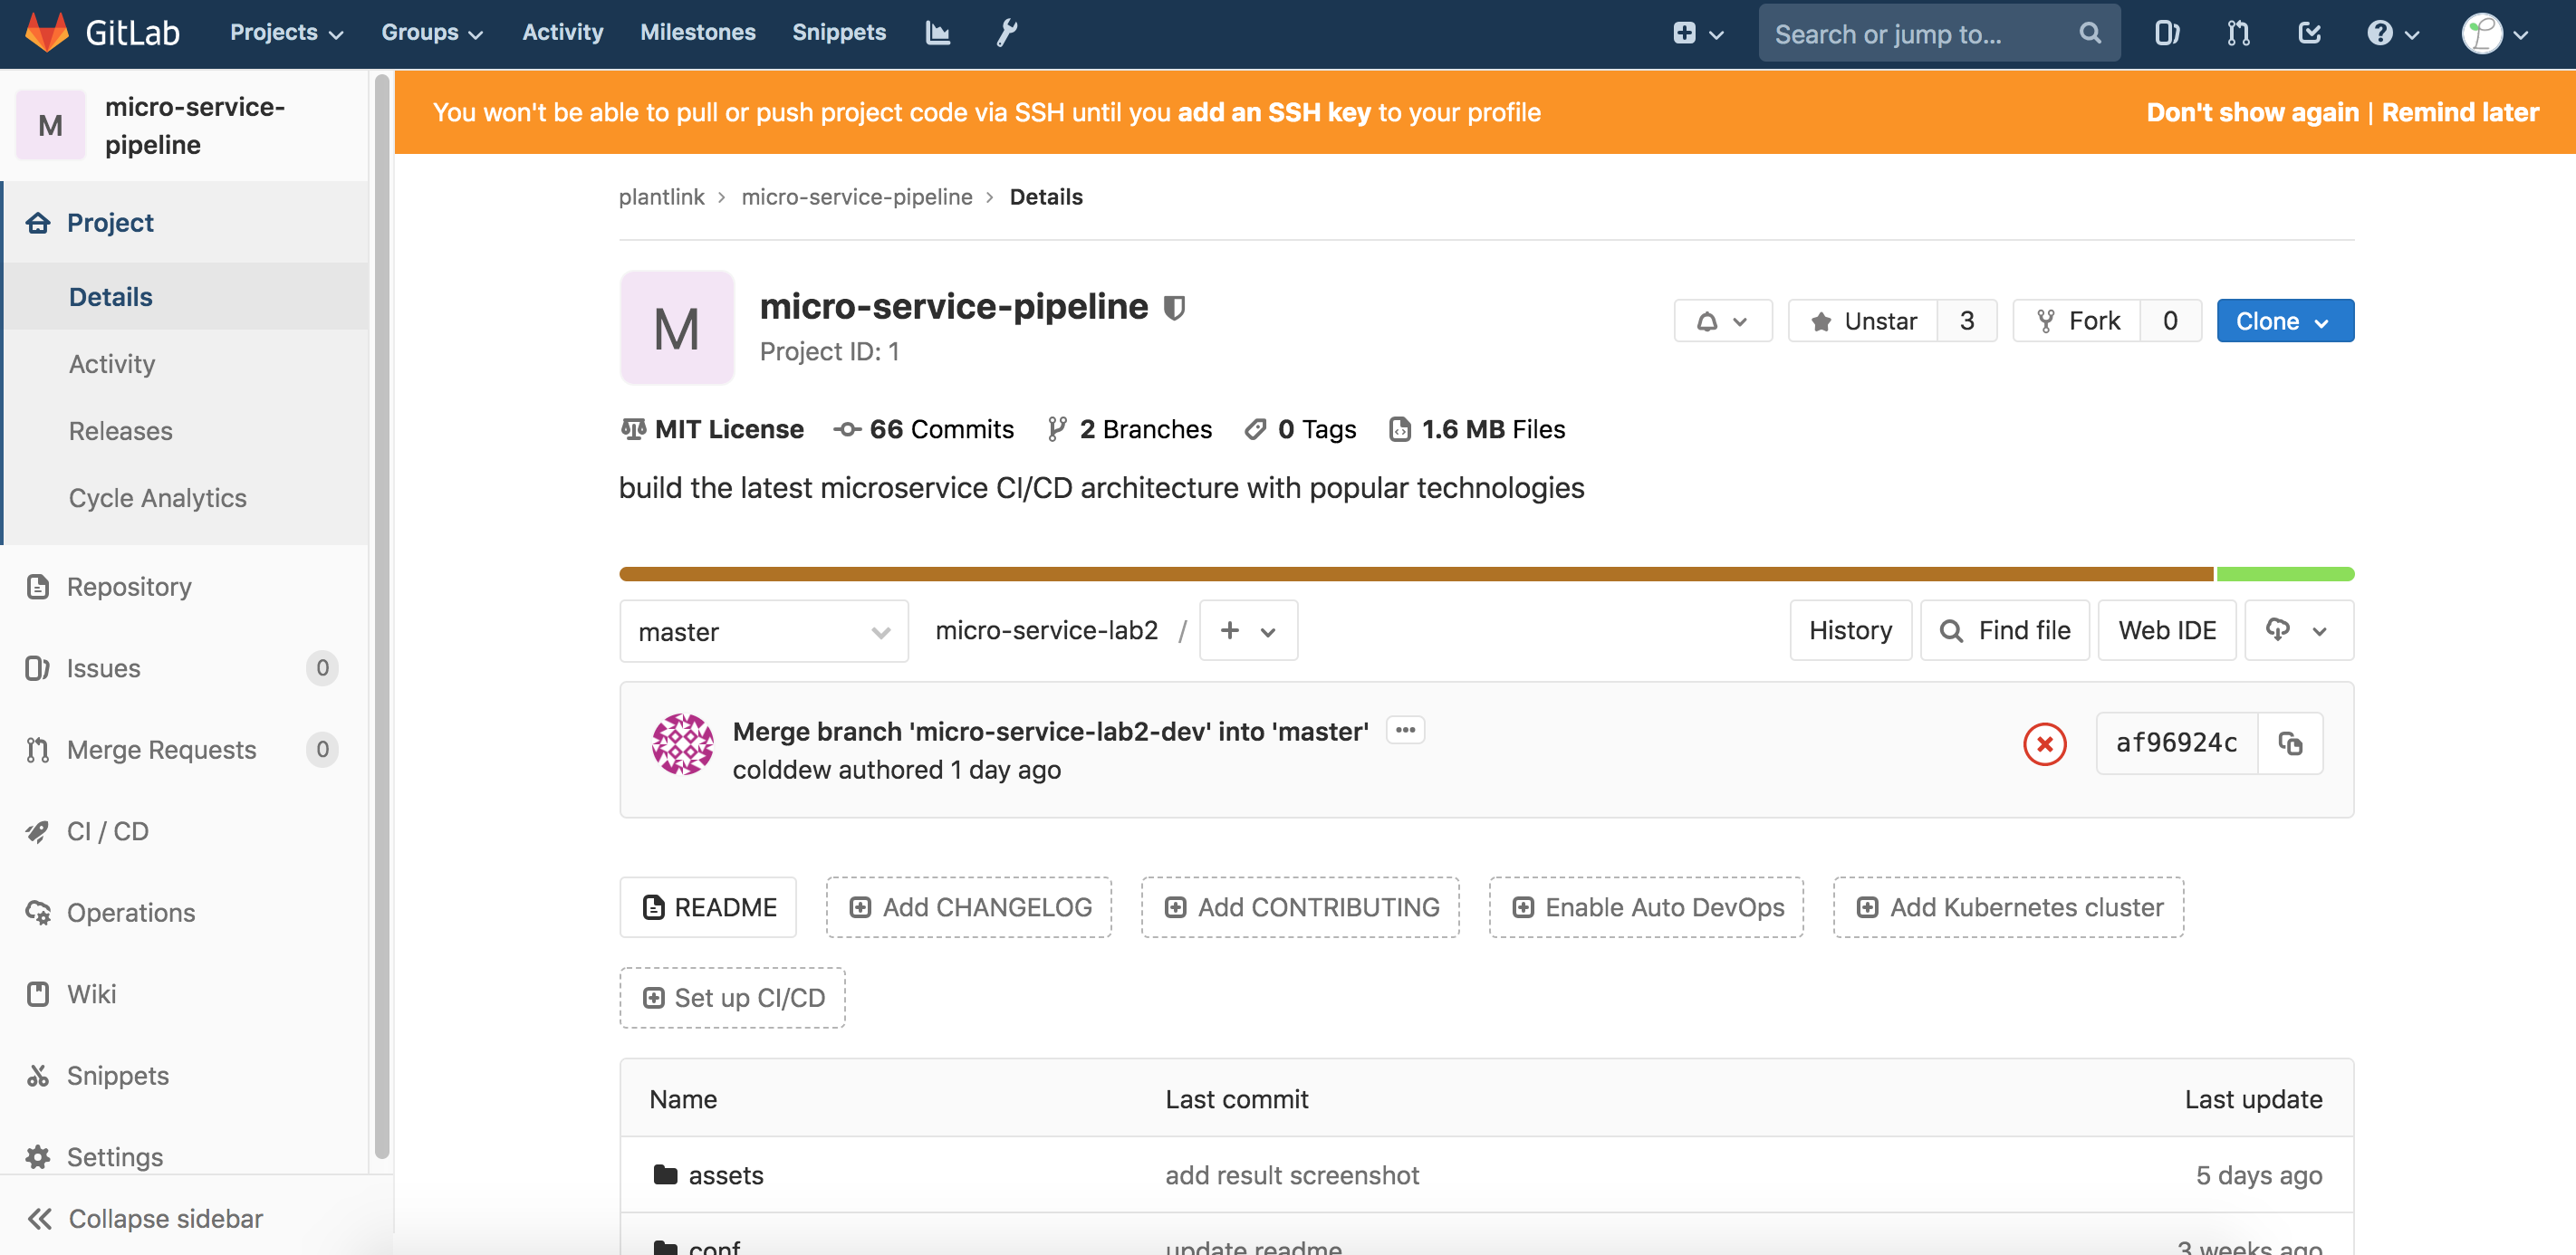 GitLab Projects Groups Activity Milestones Snippets Search or jump to...
M micro-service-
pipeline
Project
Details
Activity
Releases
Cycle Analytics
Repository
Issues 0
Merge Requests 0
CI / CD
Operations
Wiki
Snippets
Settings
Collapse sidebar
You won't be able to pull or push project code via SSH until you add an SSH key to your profile Don't show again | Remind later
plantlink > micro-service-pipeline > Details
M
micro-service-pipeline
Project ID: 1
Unstar 3 Fork 0 Clone
MIT License 66 Commits 2 Branches 0 Tags 1.6 MB Files
build the latest microservice CI/CD architecture with popular technologies
master micro-service-lab2 / + History Find file Web IDE
Merge branch 'micro-service-lab2-dev' into 'master' ...
colddew authored 1 day ago
af96924c
README Add CHANGELOG Add CONTRIBUTING Enable Auto DevOps Add Kubernetes cluster
Set up CI/CD
Name Last commit Last update
assets add result screenshot 5 days ago
conf update readme 3 weeks ago